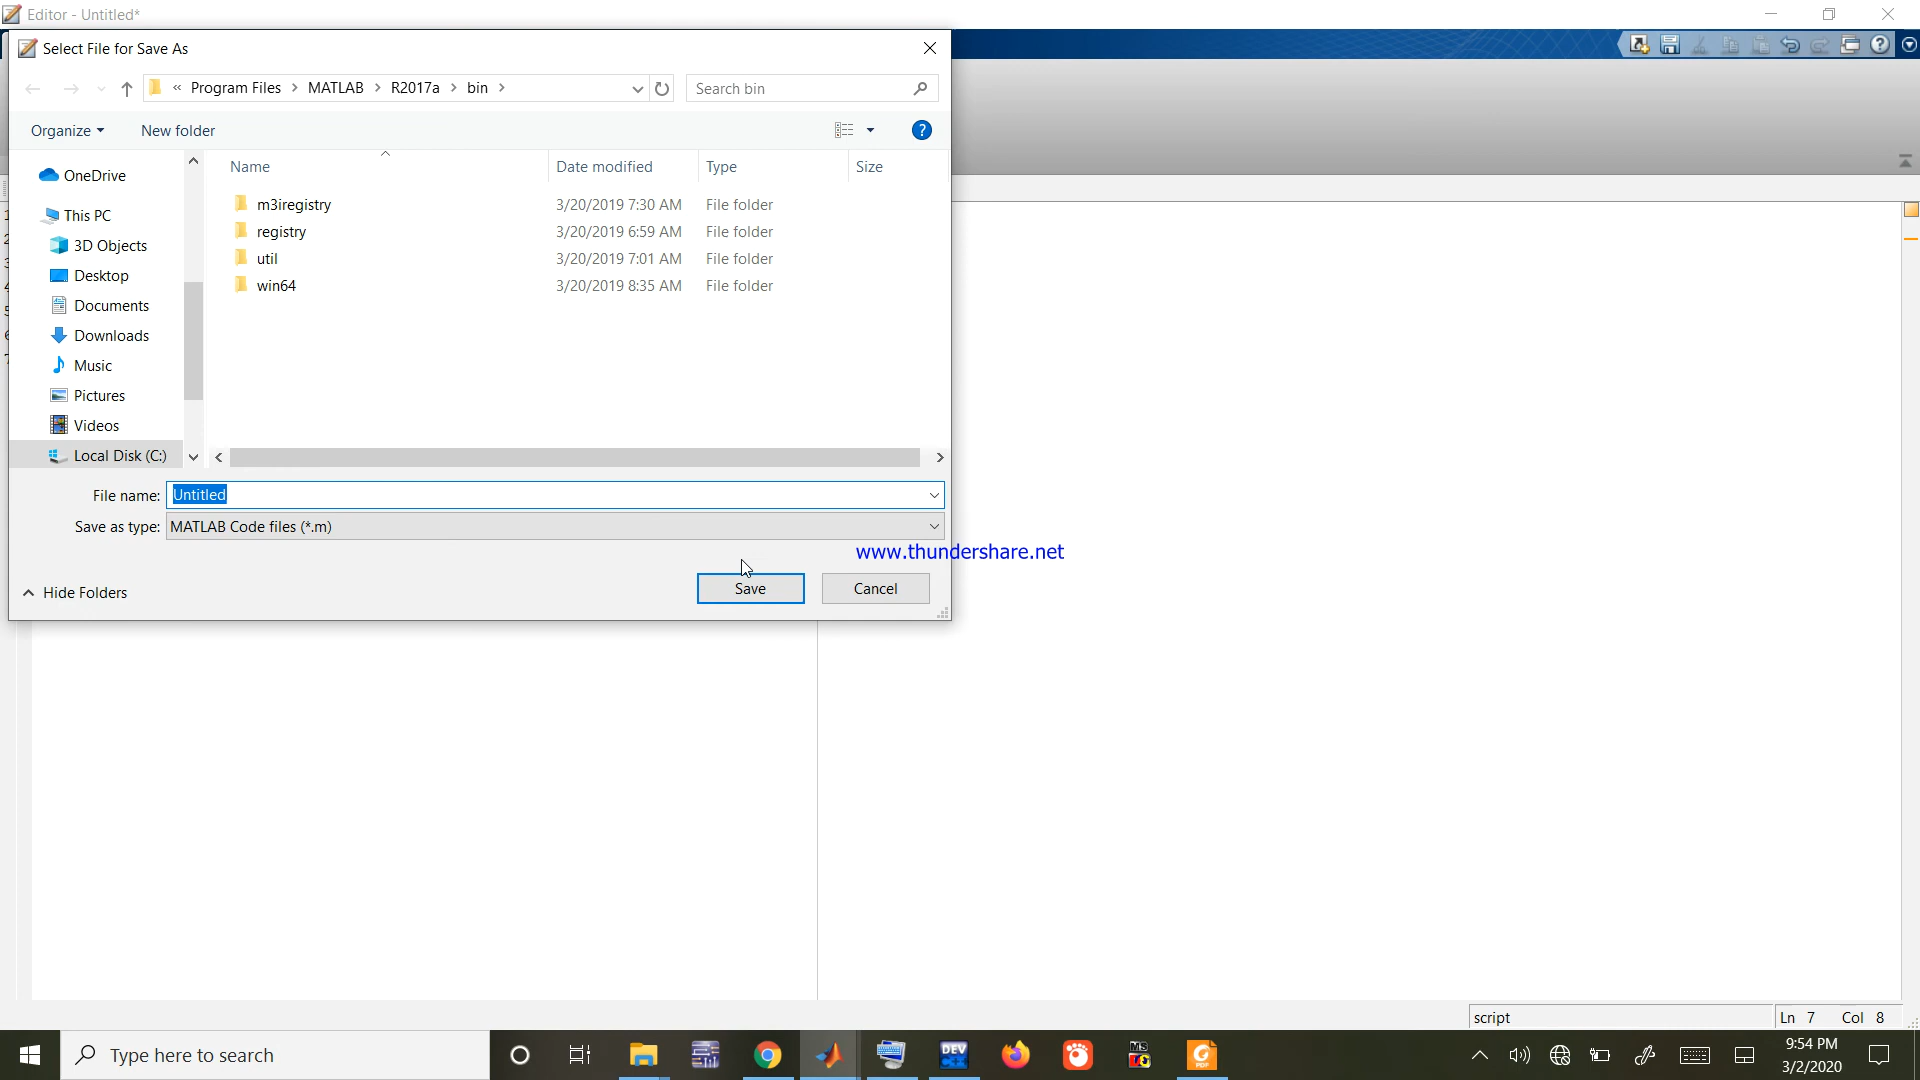 Editor - Untitled*
Select File for Save As
« Program Files > MATLAB > R2017a > bin >
Search bin
Organize
New folder
OneDrive
This PC
3D Objects
Desktop
Documents
Downloads
Music
Pictures
Videos
Local Disk (C:)
Name Date modified Type Size
m3iregistry 3/20/2019 7:30 AM File folder
registry 3/20/2019 6:59 AM File folder
util 3/20/2019 7:01 AM File folder
win64 3/20/2019 8:35 AM File folder
File name: Untitled
Save as type: MATLAB Code files (*.m)
www.thundershare.net
Hide Folders
Save
Cancel
script
Ln 7 Col 8
Type here to search
DEV
C++
MS
PDF
9:54 PM
3/2/2020